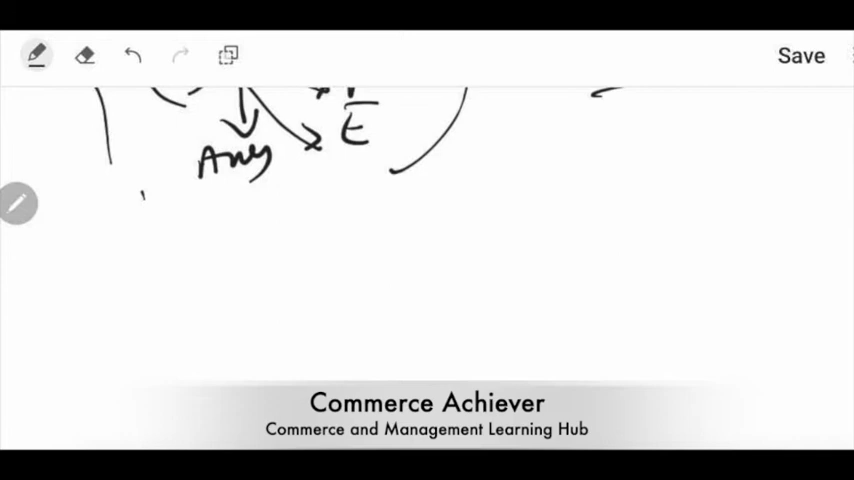 Save
E
Any
Commerce Achiever
Commerce and Management Learning Hub